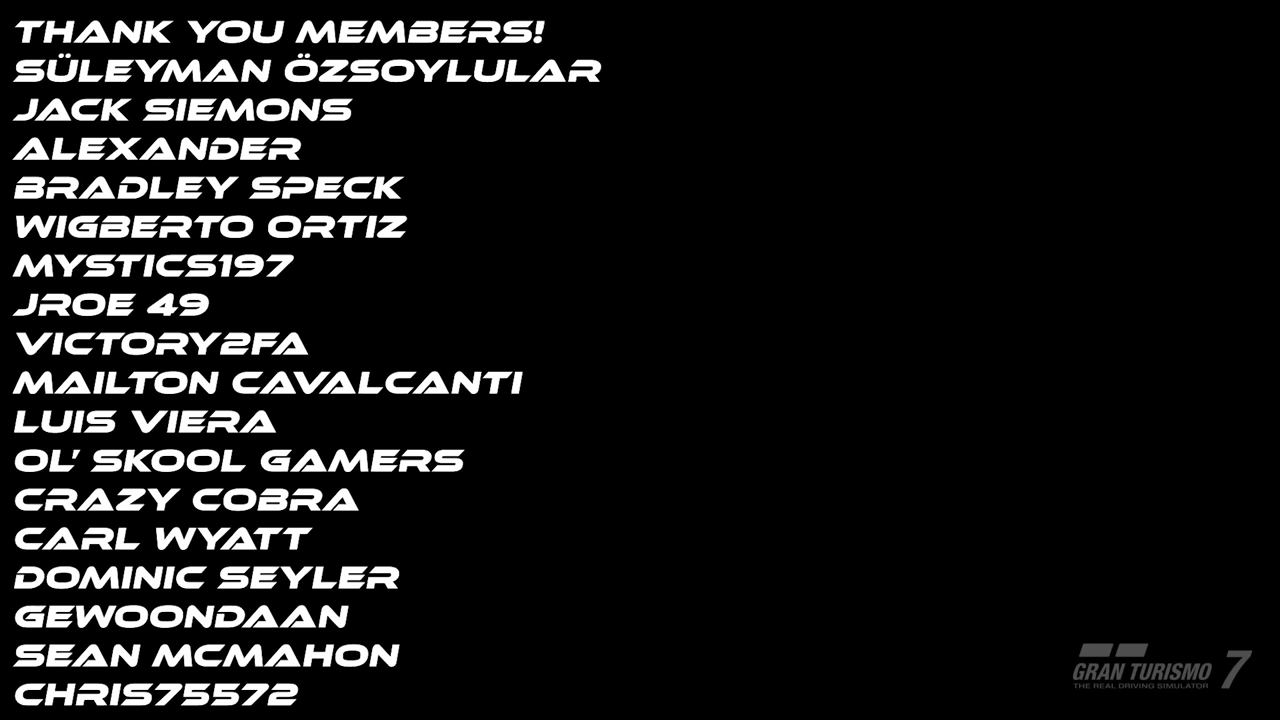 THANK YOU MEMBERS!
SÜLEYMAN ÖZSOYLULAR
JACK SIEMONS
ALEXANDER
BRADLEY SPECK
WIGBERTO ORTIZ
MYSTICS197
JROE 49
VICTORY2FA
MAILTON CAVALCANTI
LUIS VIERA
OL' SKOOL GAMERS
CRAZY COBRA
CARL WYATT
DOMINIC SEYLER
GEWOONDAAN
SEAN MCMAHON
CHRIS75572
GRAN TURISMO 7
THE REAL DRIVING SIMULATOR